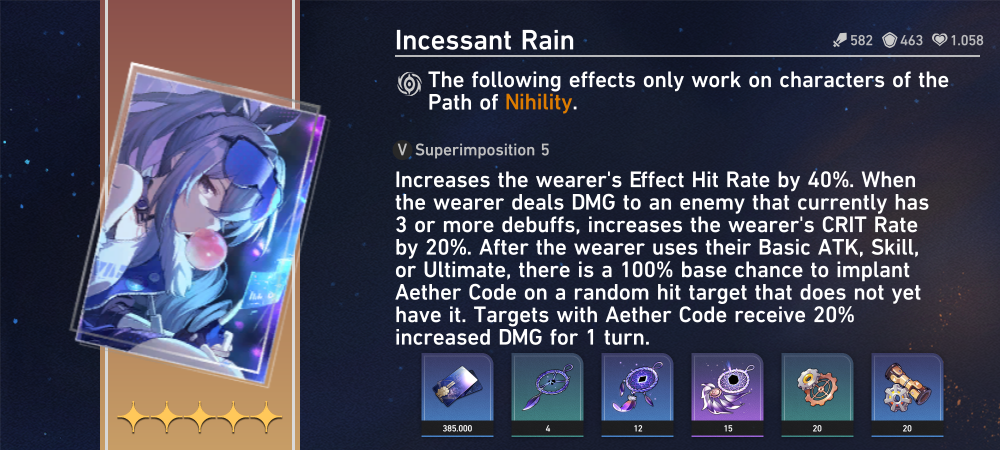 Incessant Rain
582 463 1.058
The following effects only work on characters of the
Path of Nihility.
V Superimposition 5
Increases the wearer's Effect Hit Rate by 40%. When
the wearer deals DMG to an enemy that currently has
3 or more debuffs, increases the wearer's CRIT Rate
by 20%. After the wearer uses their Basic ATK, Skill,
or Ultimate, there is a 100% base chance to implant
Aether Code on a random hit target that does not yet
have it. Targets with Aether Code receive 20%
increased DMG for 1 turn.
385.000 4 12 15 20 20